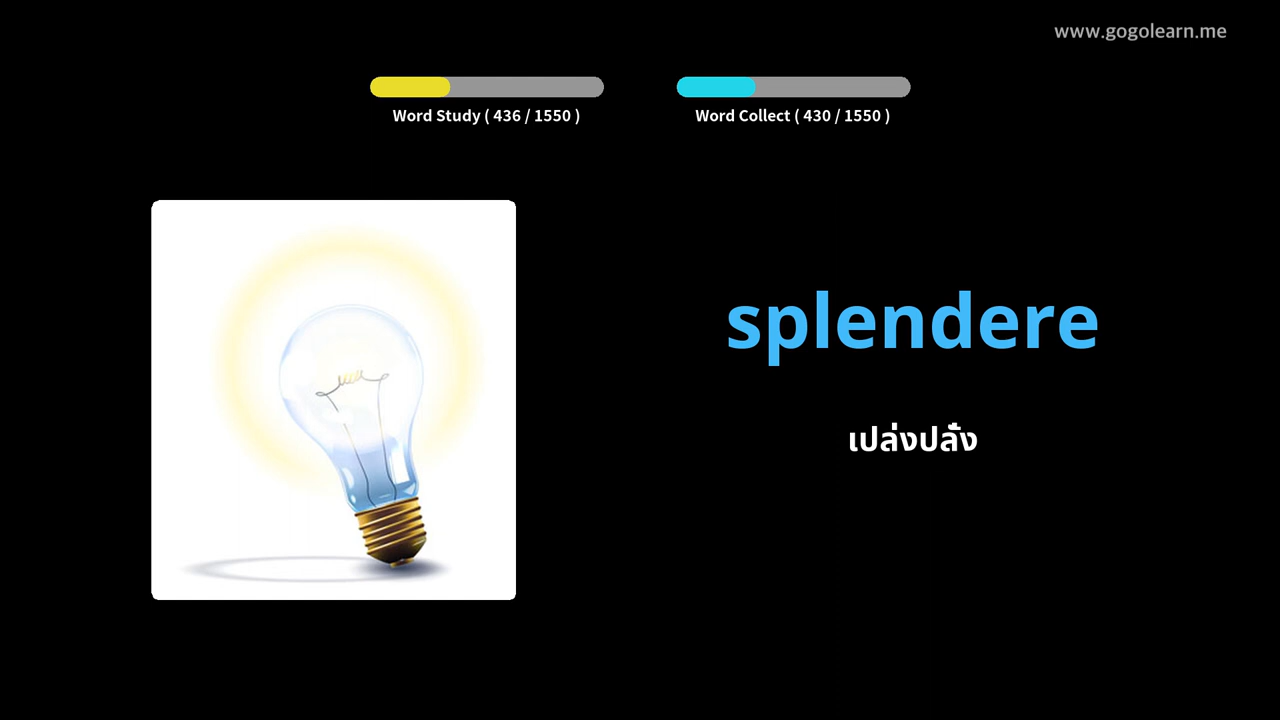 www.gogolearn.me
Word Study ( 436 / 1550 )
Word Collect ( 430 / 1550 )
splendere
เปล่งปลั่ง